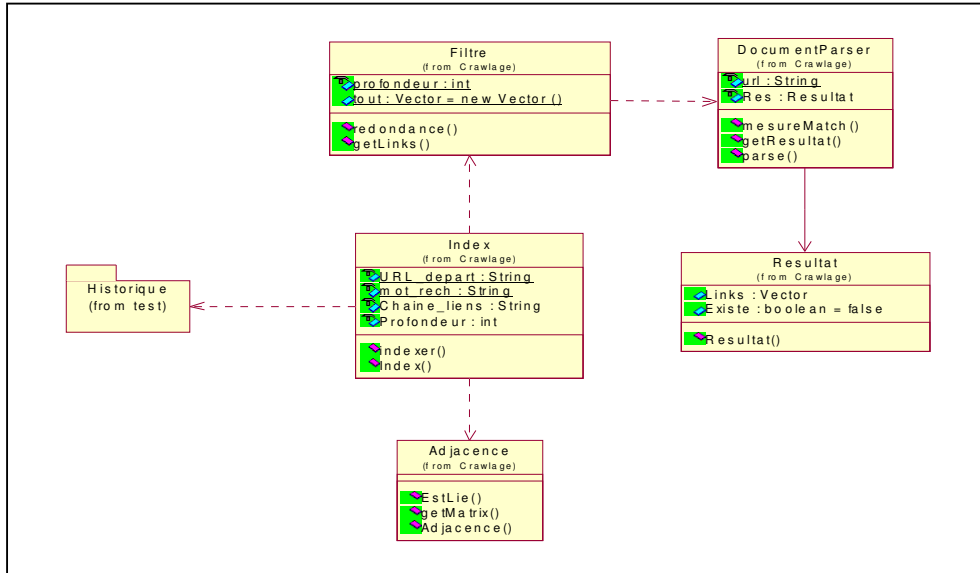 Filtre
(from Crawlage)
profondeur : int
tout : Vector = new Vector()
redondance()
getLinks()
DocumentParser
(from Crawlage)
url : String
Res : Resultat
mesureMatch()
getResultat()
parse()
Index
(from Crawlage)
URL_depart : String
mot_rech : String
Chaine_liens : String
Profondeur : int
indexer()
Index()
Historique
(from test)
Resultat
(from Crawlage)
Links : Vector
Existe : boolean = false
Resultat()
Adjacence
(from Crawlage)
EstLie()
getMatrix()
Adjacence()